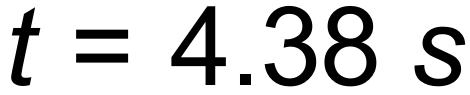 t = 4.38 s